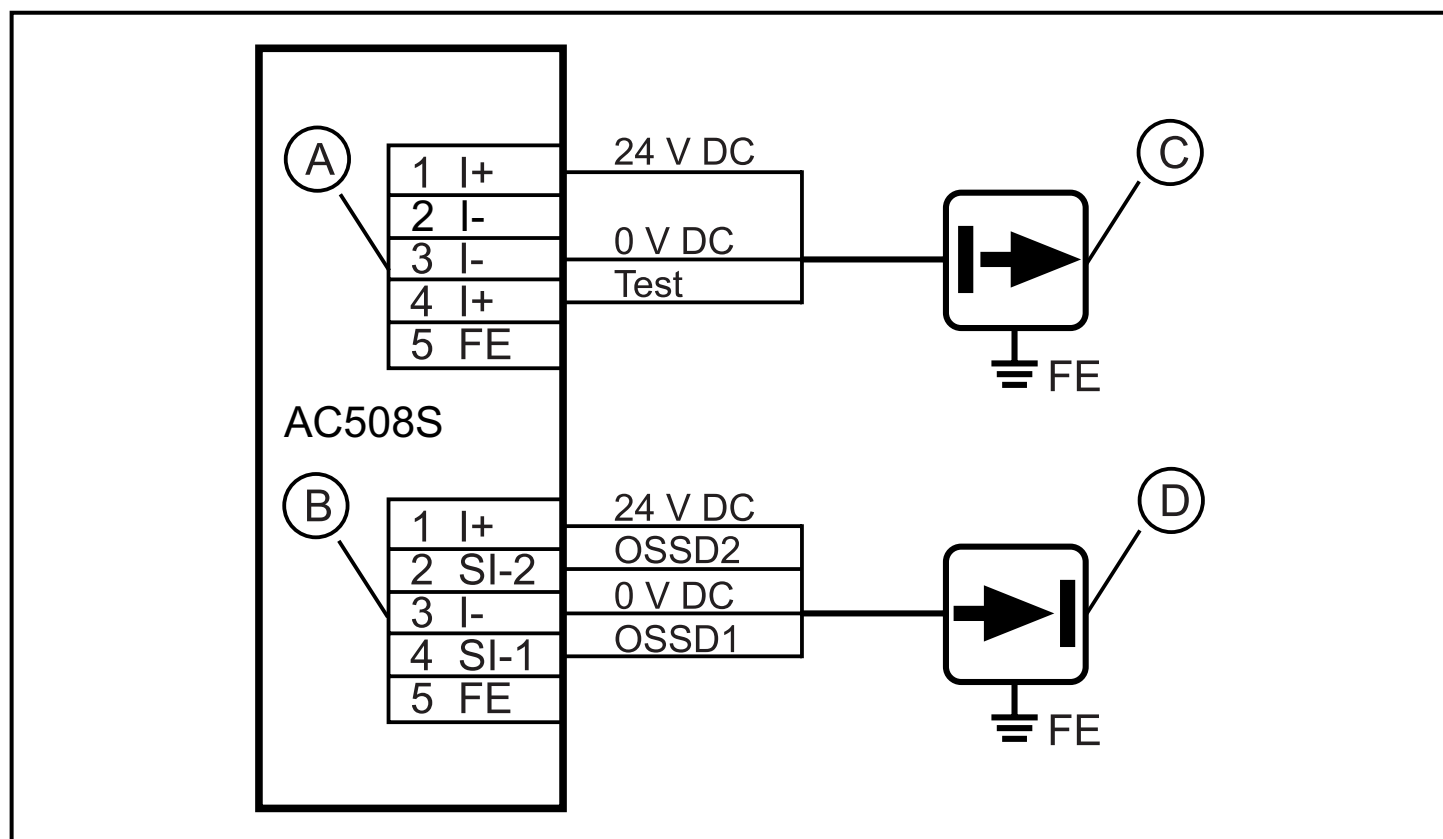 A
1 I+
2 I-
3 I-
4 I+
5 FE
24 V DC
0 V DC
Test
C
FE
AC508S
B
1 I+
2 SI-2
3 I-
4 SI-1
5 FE
24 V DC
OSSD2
0 V DC
OSSD1
D
FE